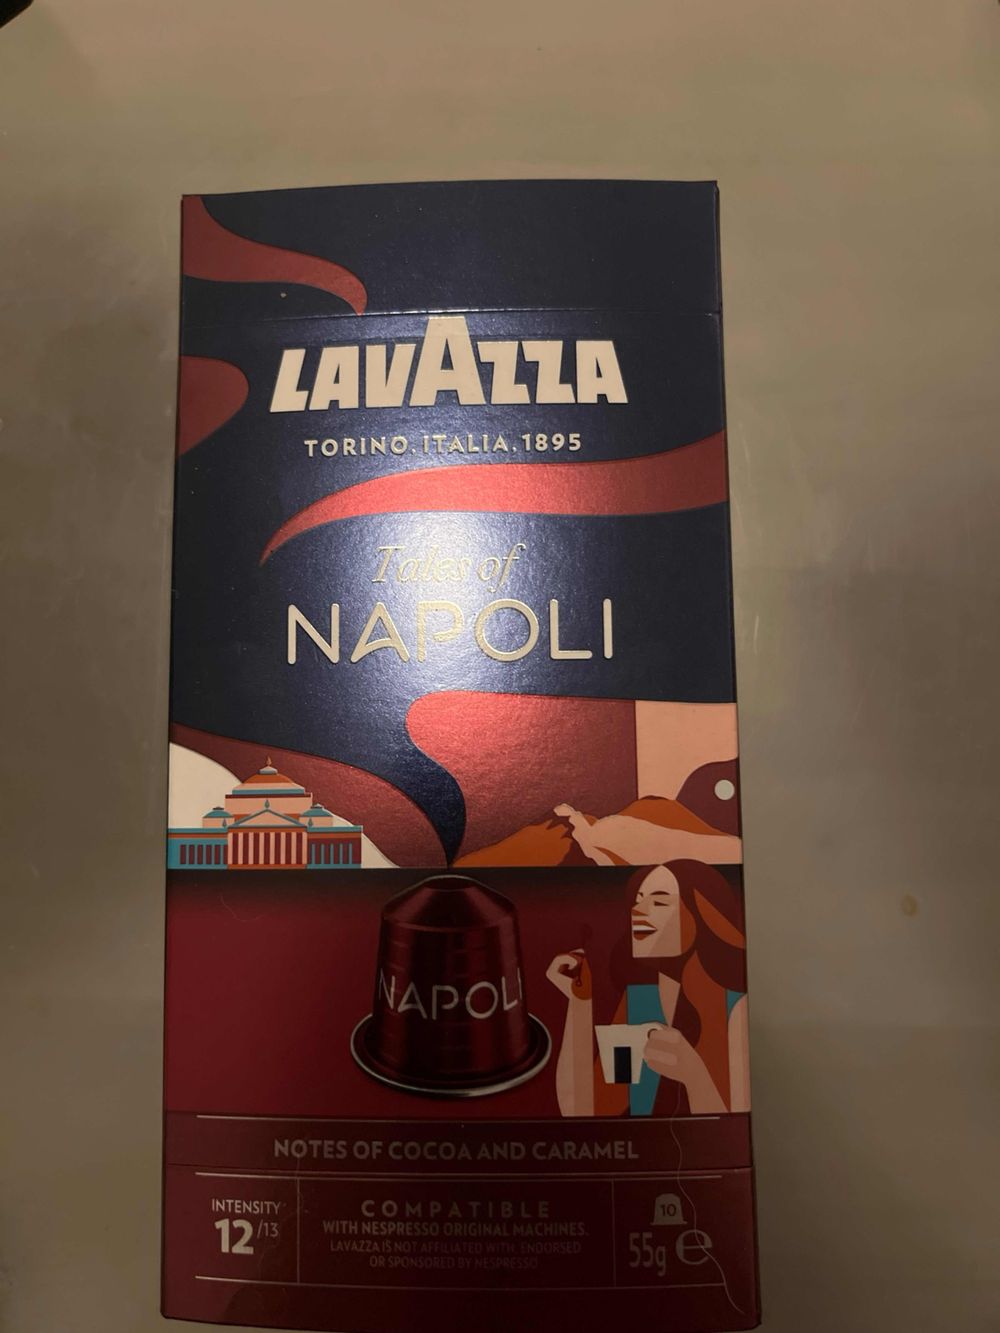 LAVAZZA
TORINO, ITALIA, 1895
Tales of
NAPOLI
NAPOLI
NOTES OF COCOA AND CARAMEL
INTENSITY
12/13
COMPATIBLE
WITH NESPRESSO ORIGINAL MACHINES.
LAVAZZA IS NOT AFFILIATED WITH, ENDORSED
OR SPONSORED BY NESPRESSO
10
55g ℮